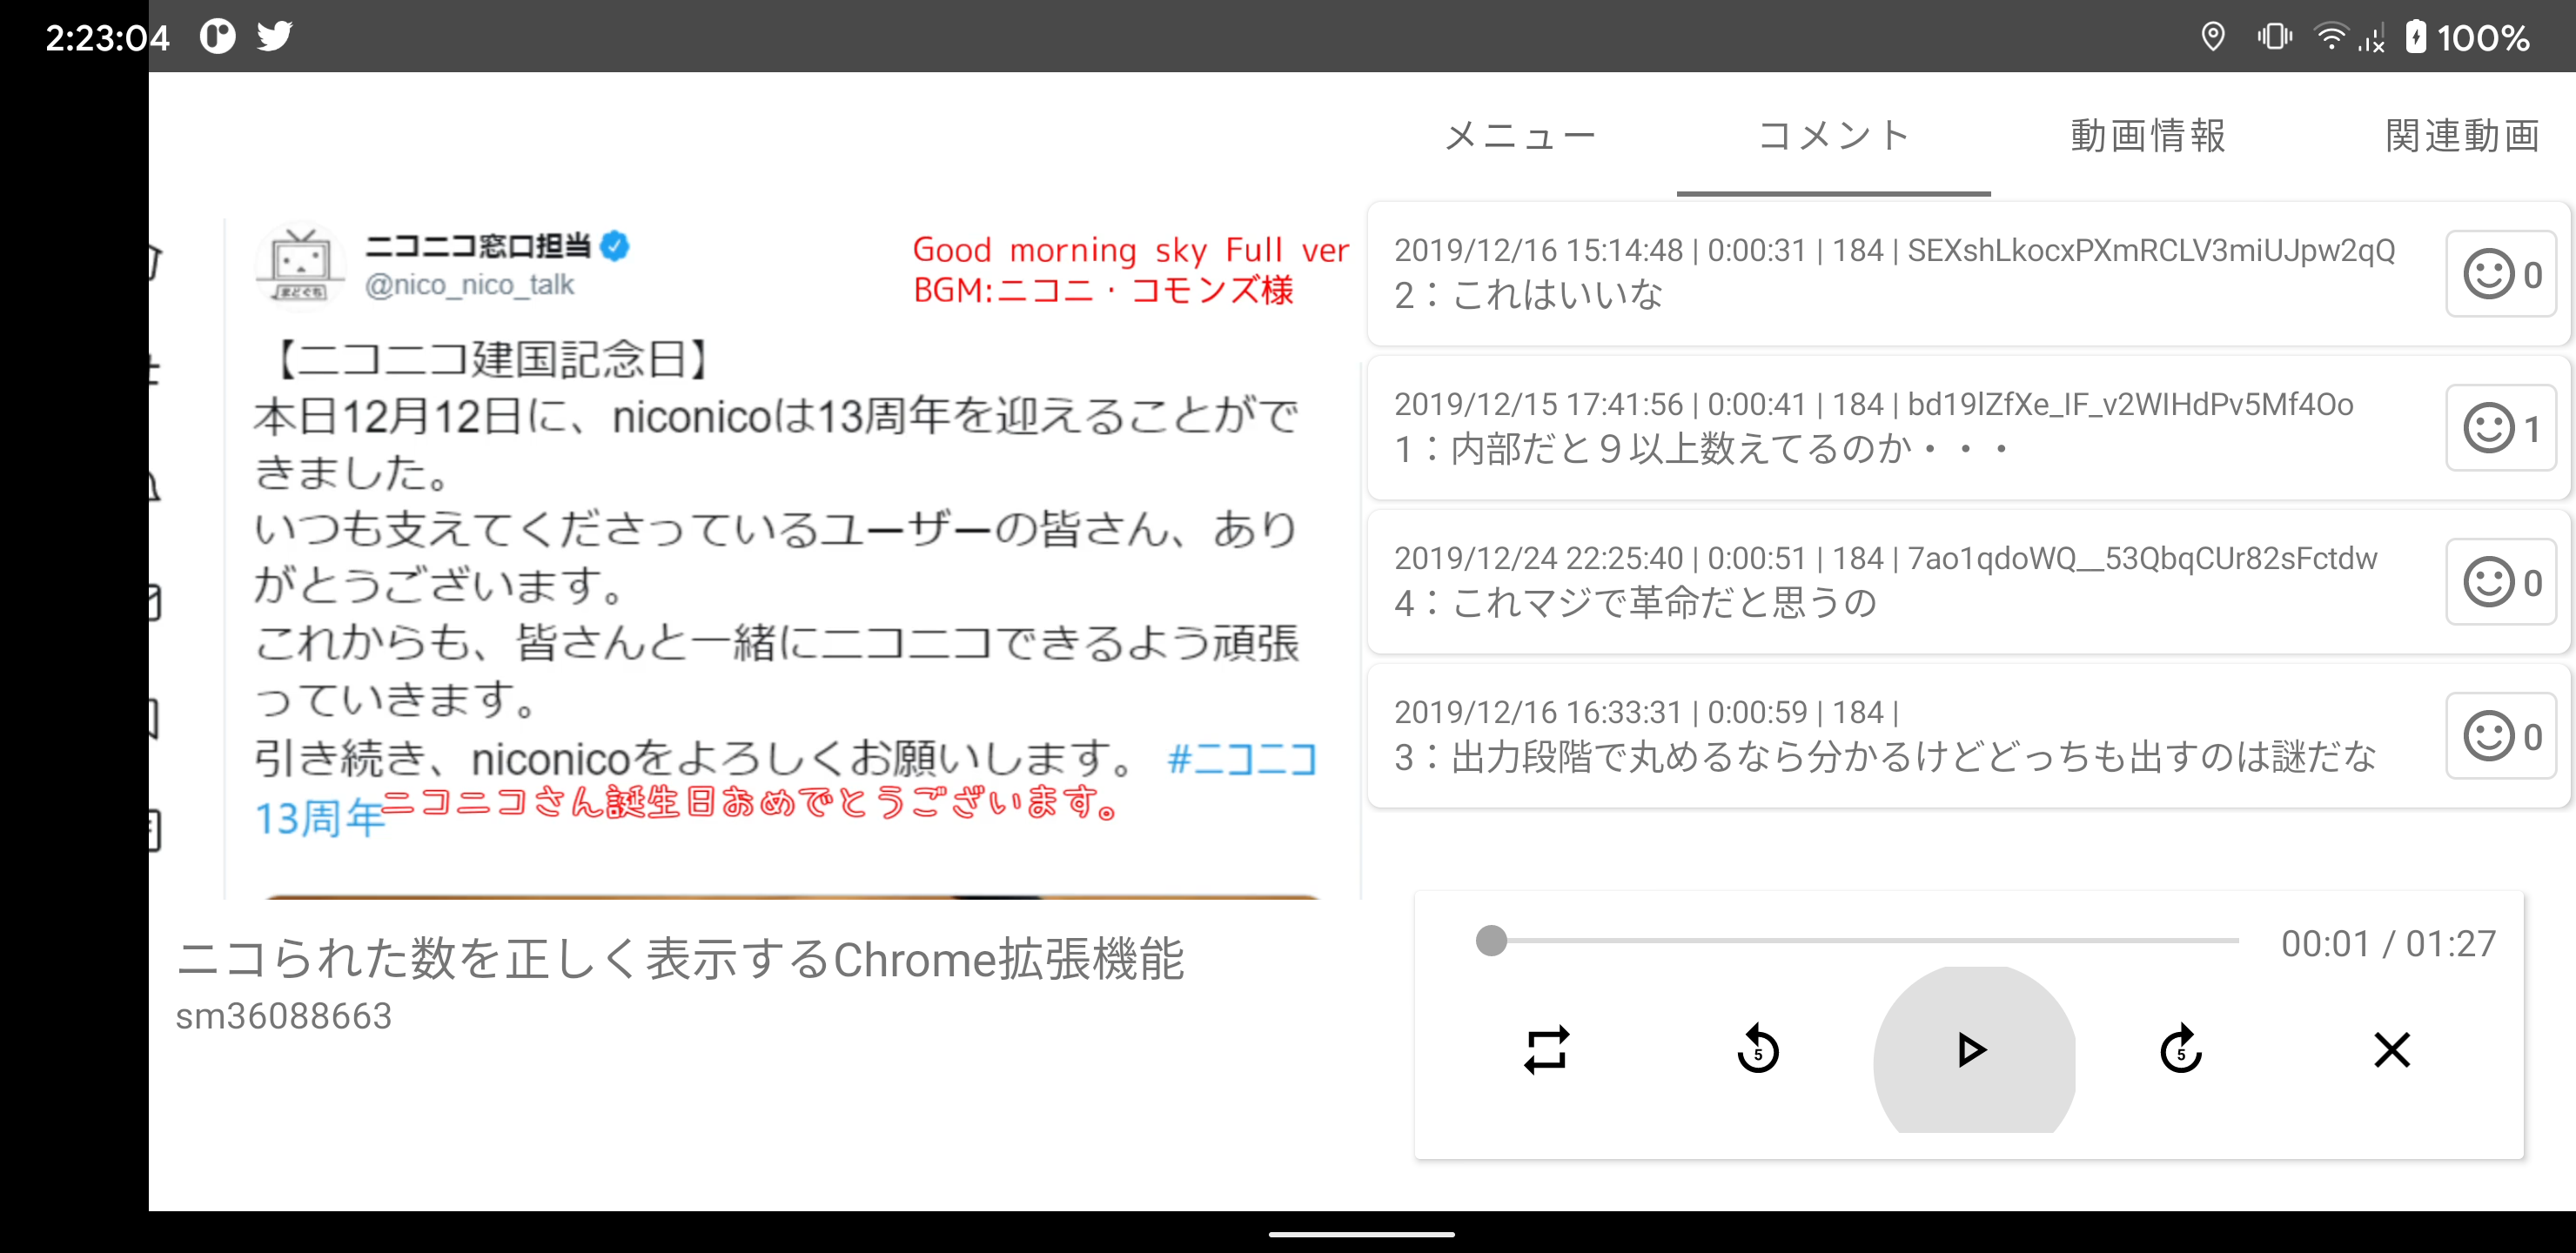 2:23:04
100%
メニュー
コメント
動画情報
関連動画
ニコニコ窓口担当
@nico_nico_talk
まどぐち
Good morning sky Full ver
BGM:ニコニ・コモンズ様
【ニコニコ建国記念日】
本日12月12日に、niconicoは13周年を迎えることがで
きました。
いつも支えてくださっているユーザーの皆さん、あり
がとうございます。
これからも、皆さんと一緒にニコニコできるよう頑張
っていきます。
引き続き、niconicoをよろしくお願いします。 #ニコニコ
13周年
ニコニコさん誕生日おめでとうございます。
ニコられた数を正しく表示するChrome拡張機能
sm36088663
2019/12/16 15:14:48 | 0:00:31 | 184 | SEXshLkocxPXmRCLV3miUJpw2qQ
2：これはいいな
0
2019/12/15 17:41:56 | 0:00:41 | 184 | bd19lZfXe_IF_v2WIHdPv5Mf4Oo
1：内部だと９以上数えてるのか・・・
1
2019/12/24 22:25:40 | 0:00:51 | 184 | 7ao1qdoWQ__53QbqCUr82sFctdw
4：これマジで革命だと思うの
0
2019/12/16 16:33:31 | 0:00:59 | 184 |
3：出力段階で丸めるなら分かるけどどっちも出すのは謎だな
0
00:01 / 01:27
5
5